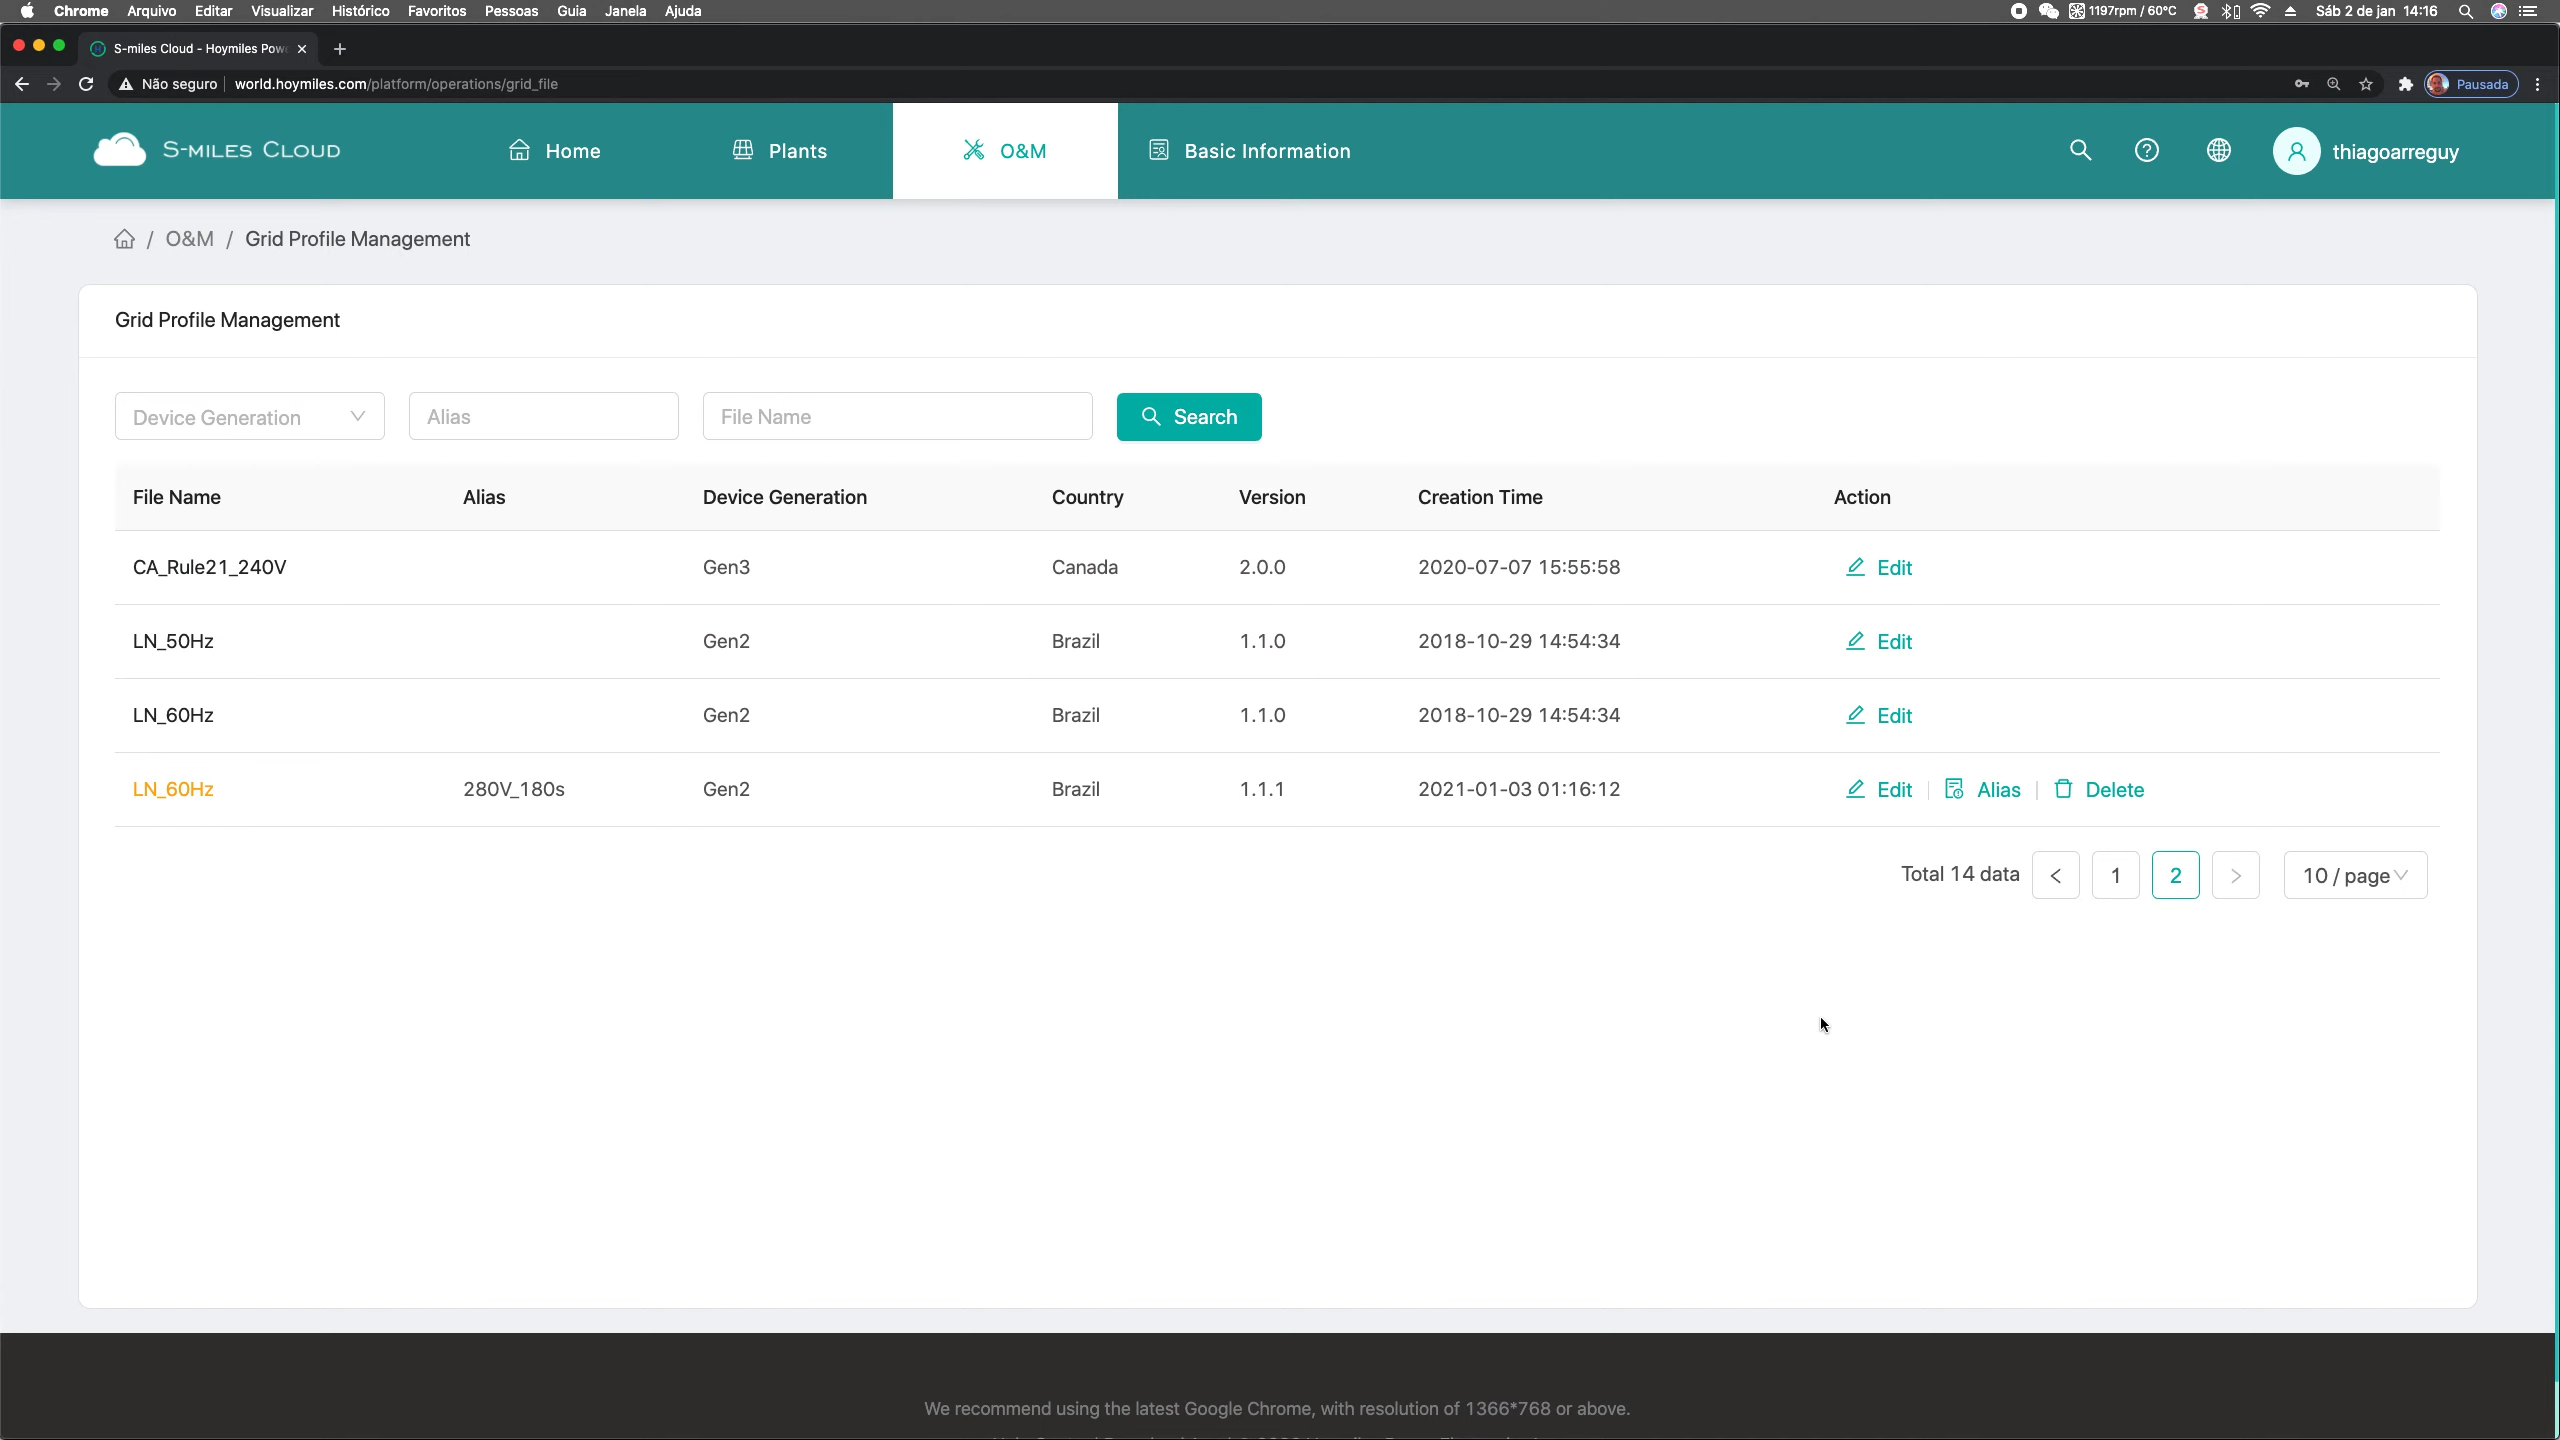 Chrome Arquivo Editar Visualizar Histórico Favoritos Pessoas Guia Janela Ajuda 1197rpm / 60°C Sáb 2 de jan 14:16
S-miles Cloud - Hoymiles Pow
Não seguro world.hoymiles.com/platform/operations/grid_file Pausada
S-MILES CLOUD Home Plants O&M Basic Information thiagoarreguy
/ O&M / Grid Profile Management
Grid Profile Management
Device Generation Alias File Name Search
File Name Alias Device Generation Country Version Creation Time Action
CA_Rule21_240V Gen3 Canada 2.0.0 2020-07-07 15:55:58 Edit
LN_50Hz Gen2 Brazil 1.1.0 2018-10-29 14:54:34 Edit
LN_60Hz Gen2 Brazil 1.1.0 2018-10-29 14:54:34 Edit
LN_60Hz 280V_180s Gen2 Brazil 1.1.1 2021-01-03 01:16:12 Edit Alias Delete
Total 14 data < 1 2 > 10 / page
We recommend using the latest Google Chrome, with resolution of 1366*768 or above.